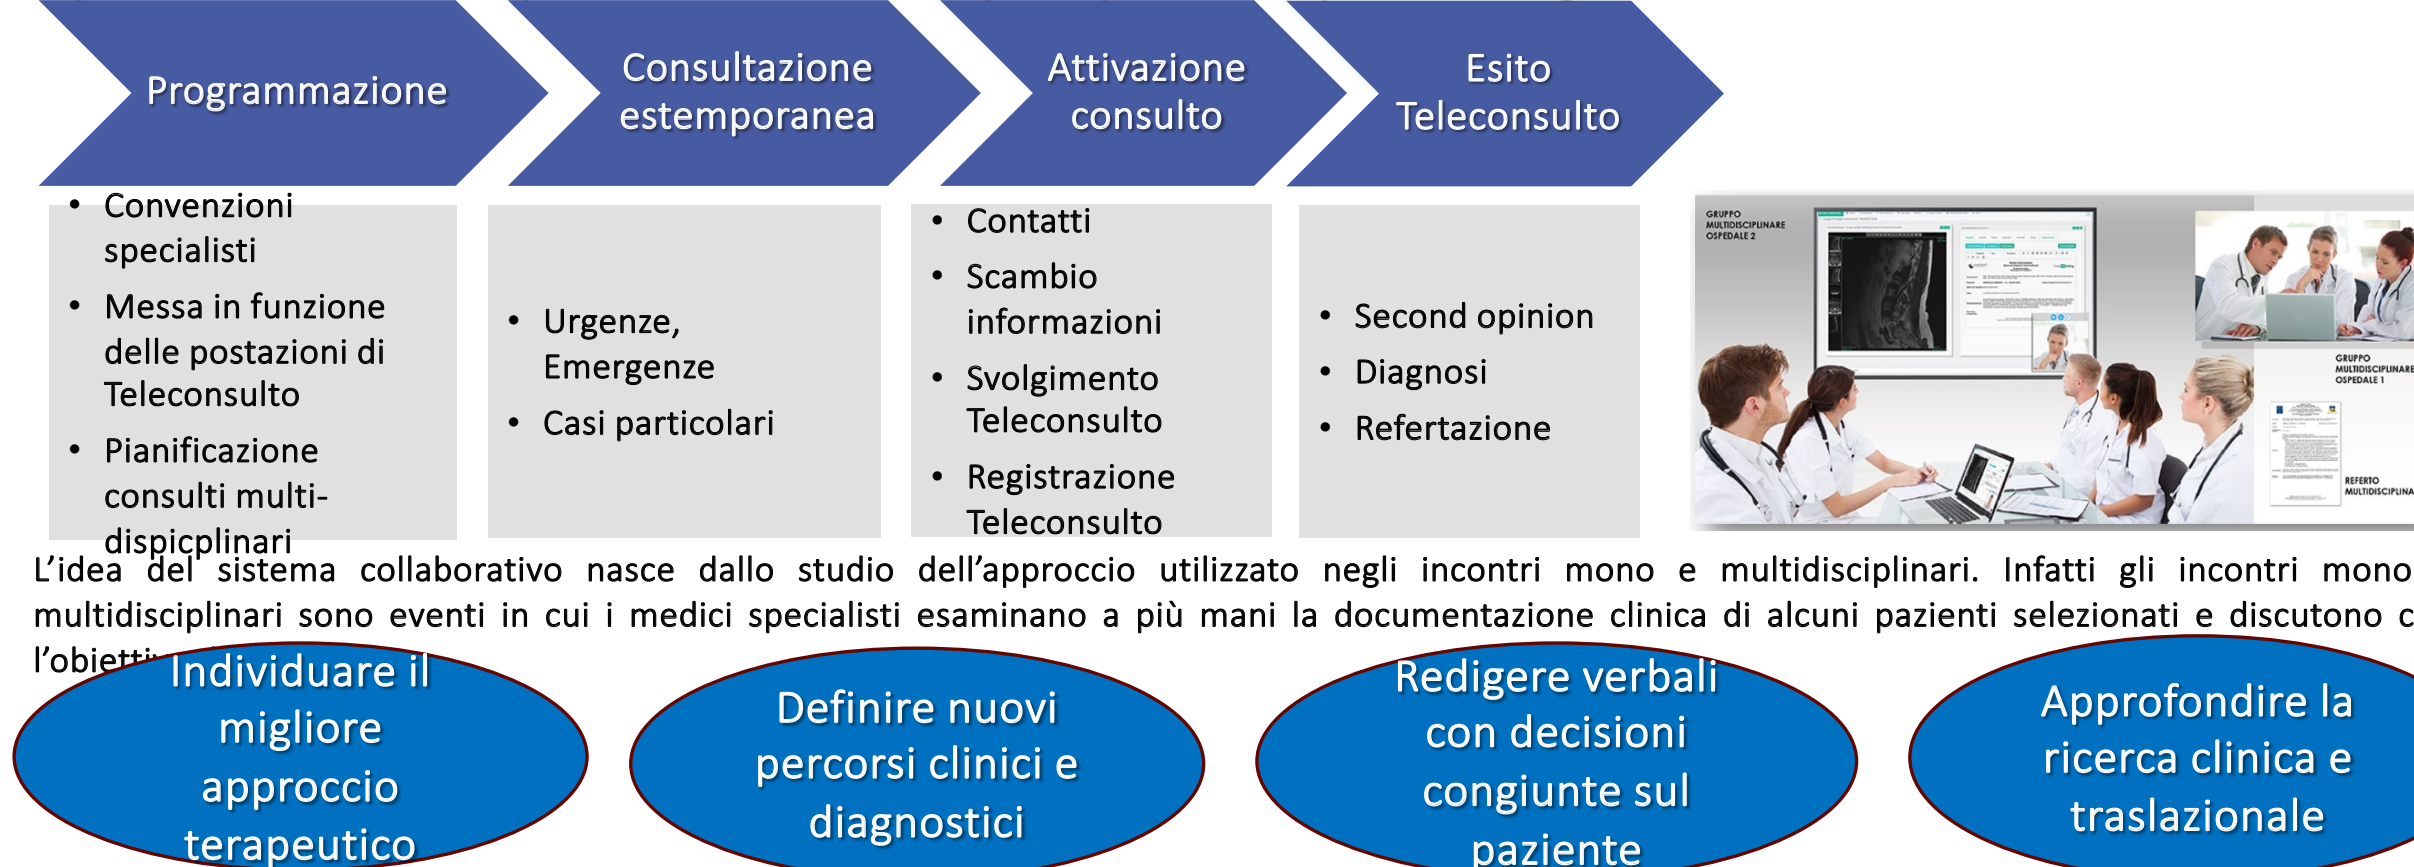 Programmazione
Consultazione
estemporanea
Attivazione
consulto
Esito
Teleconsulto
• Convenzioni
specialisti
• Messa in funzione
delle postazioni di
Teleconsulto
• Pianificazione
consulti multi-
dispicplinari
• Urgenze,
Emergenze
• Casi particolari
• Contatti
• Scambio
informazioni
• Svolgimento
Teleconsulto
• Registrazione
Teleconsulto
• Second opinion
• Diagnosi
• Refertazione
GRUPPO
MULTIDISCIPLINARE
OSPEDALE 2
GRUPPO
MULTIDISCIPLINARE
OSPEDALE 1
REFERTO
MULTIDISCIPLINA
L’idea del sistema collaborativo nasce dallo studio dell’approccio utilizzato negli incontri mono e multidisciplinari. Infatti gli incontri mono
multidisciplinari sono eventi in cui i medici specialisti esaminano a più mani la documentazione clinica di alcuni pazienti selezionati e discutono c
Individuare il
migliore
approccio
terapeutico
Definire nuovi
percorsi clinici e
diagnostici
Redigere verbali
con decisioni
congiunte sul
paziente
Approfondire la
ricerca clinica e
traslazionale